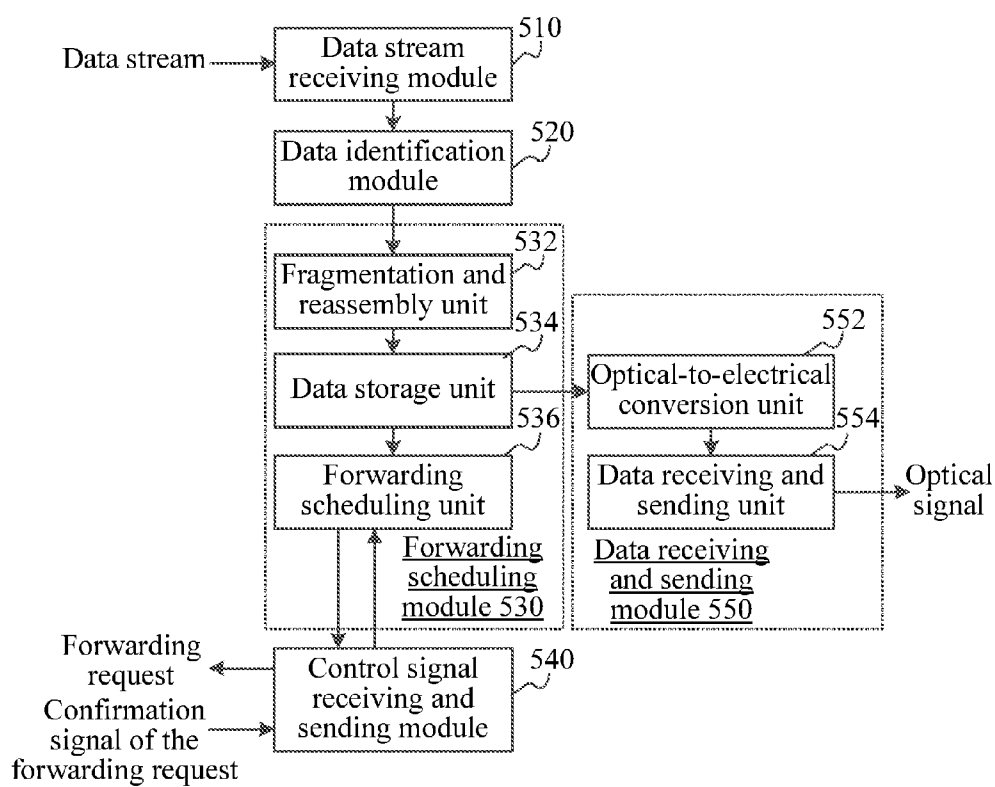 510
Data stream
Data stream
receiving module
520
Data identification
module
532
Fragmentation and
reassembly unit
534
Data storage unit
552
Optical-to-electrical
conversion unit
536
Forwarding
scheduling unit
554
Data receiving and
sending unit
Optical
signal
Forwarding
scheduling
module 530
Data receiving
and sending
module 550
Forwarding
request
Confirmation
signal of the
forwarding request
Control signal
receiving and
sending module
540